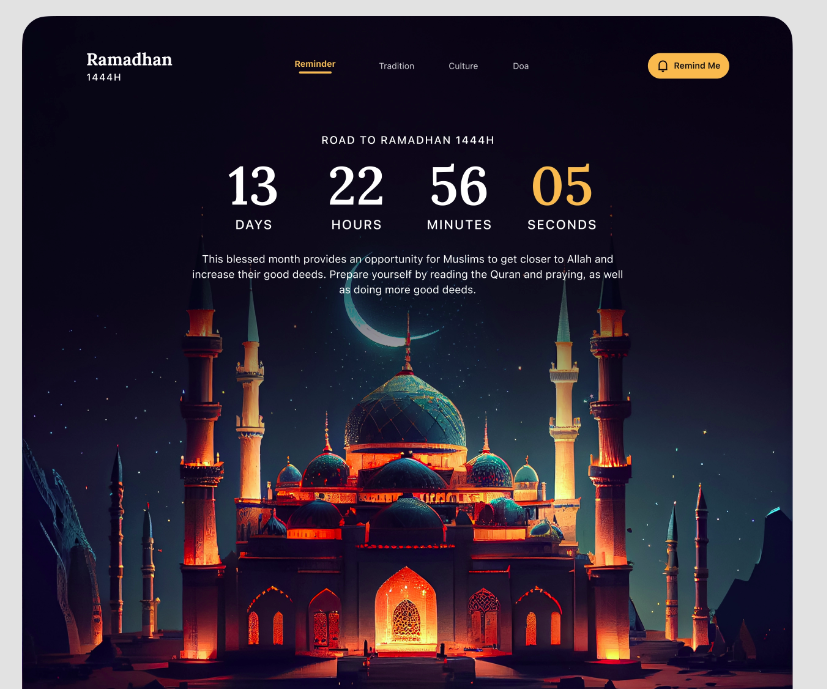 Ramadhan
1444H
Reminder
Tradition
Culture
Doa
Remind Me
ROAD TO RAMADHAN 1444H
13 22 56 05
DAYS HOURS MINUTES SECONDS
This blessed month provides an opportunity for Muslims to get closer to Allah and
increase their good deeds. Prepare yourself by reading the Quran and praying, as well
as doing more good deeds.